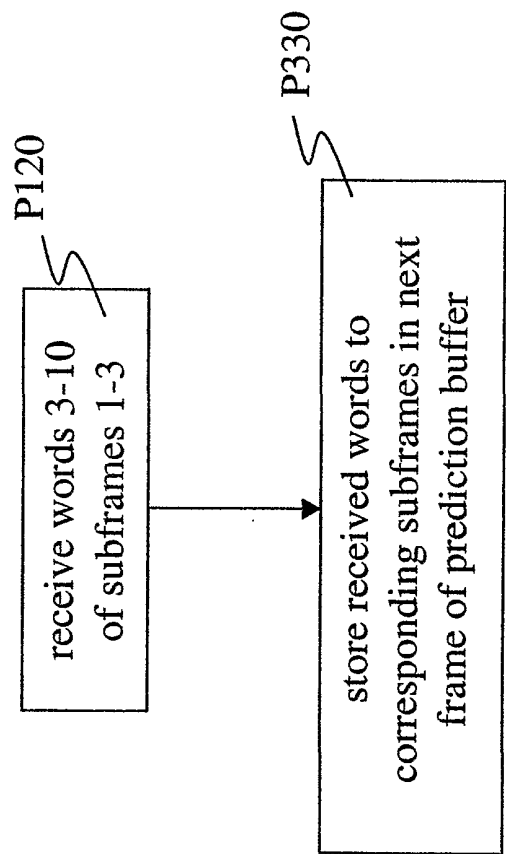 P120
receive words 3-10
of subframes 1-3
P330
store received words to
corresponding subframes in next
frame of prediction buffer